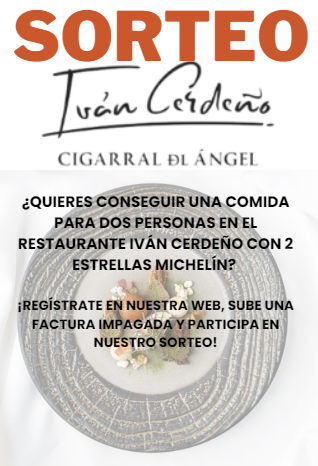 SORTEO
Iván Cerdeño
CIGARRAL DEL ÁNGEL
¿QUIERES CONSEGUIR UNA COMIDA
PARA DOS PERSONAS EN EL
RESTAURANTE IVÁN CERDEÑO CON 2
ESTRELLAS MICHELÍN?
¡REGÍSTRATE EN NUESTRA WEB, SUBE UNA
FACTURA IMPAGADA Y PARTICIPA EN
NUESTRO SORTEO!